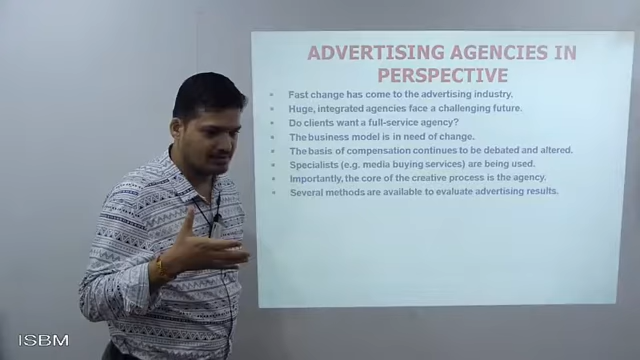 ADVERTISING AGENCIES IN
PERSPECTIVE
Fast change has come to the advertising industry.
Huge, integrated agencies face a challenging future.
Do clients want a full-service agency?
The business model is in need of change.
The basis of compensation continues to be debated and altered.
Specialists (e.g. media buying services) are being used.
Importantly, the core of the creative process is the agency.
Several methods are available to evaluate advertising results.
ISBM